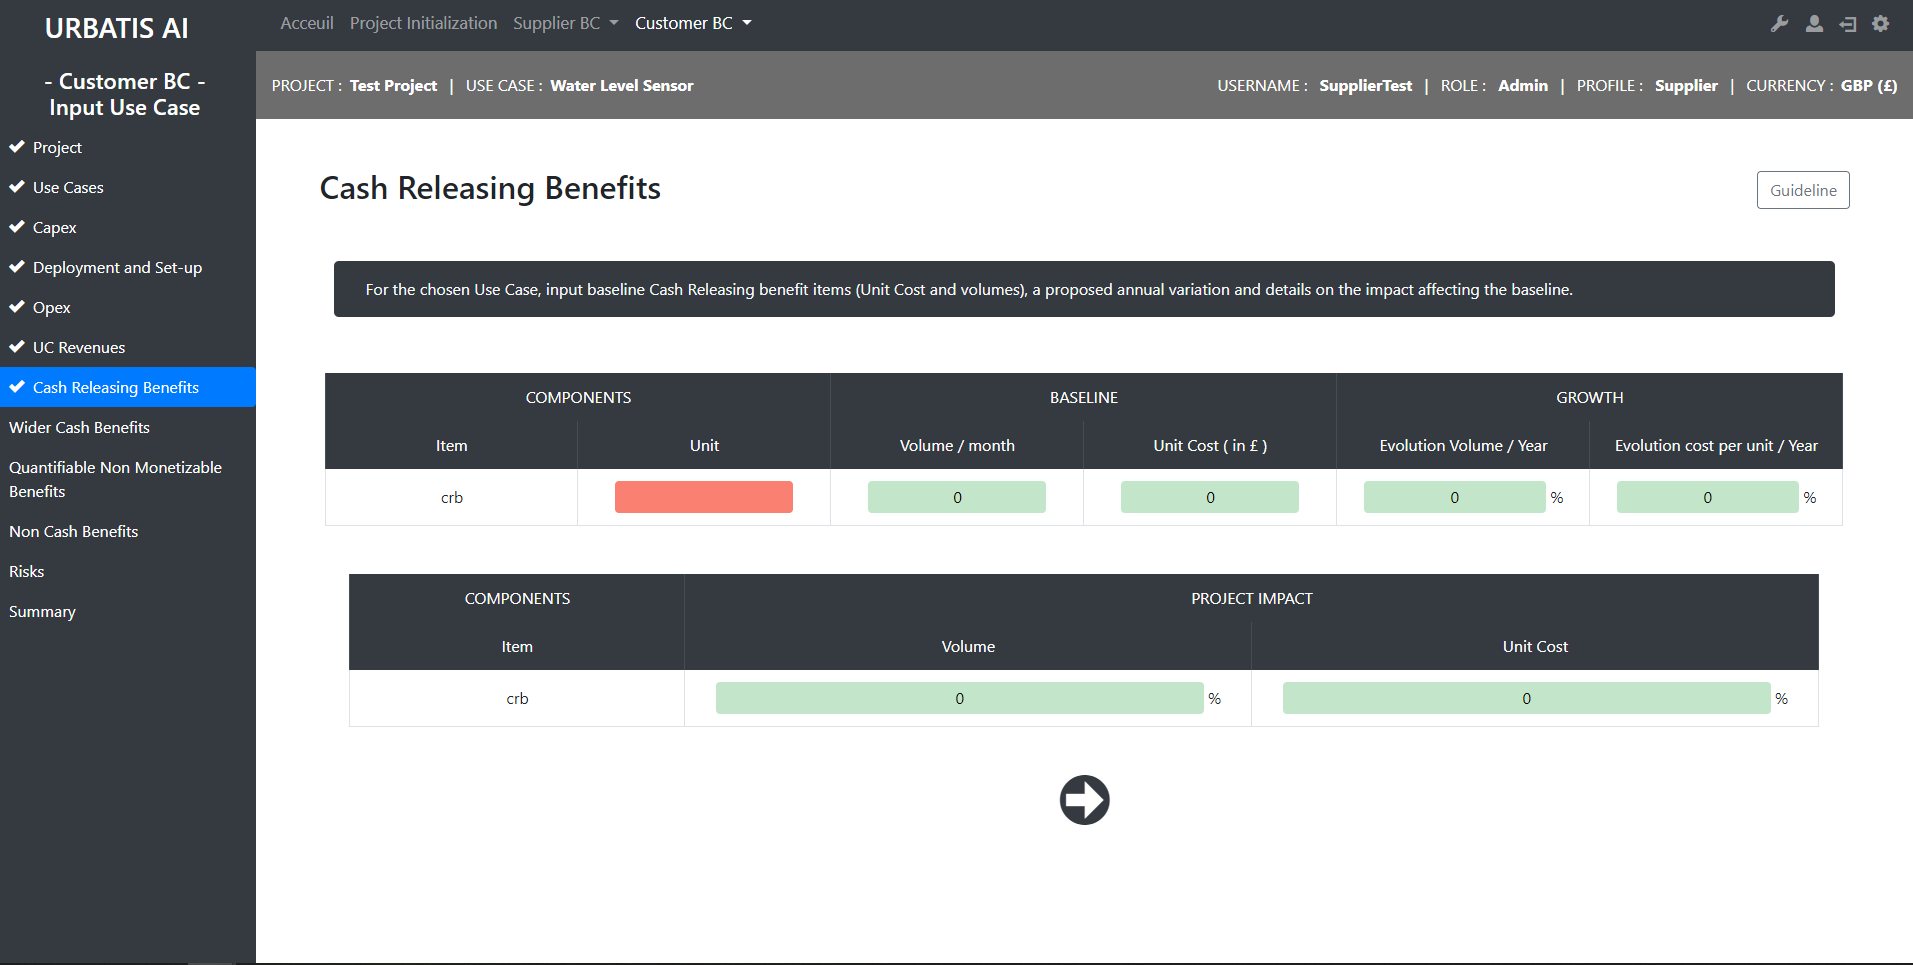 URBATIS AI
Acceuil Project Initialization Supplier BC Customer BC
- Customer BC -
Input Use Case
Project
Use Cases
Capex
Deployment and Set-up
Opex
UC Revenues
Cash Releasing Benefits
Wider Cash Benefits
Quantifiable Non Monetizable
Benefits
Non Cash Benefits
Risks
Summary
PROJECT : Test Project | USE CASE : Water Level Sensor
USERNAME : SupplierTest | ROLE : Admin | PROFILE : Supplier | CURRENCY : GBP (£)
Cash Releasing Benefits
Guideline
For the chosen Use Case, input baseline Cash Releasing benefit items (Unit Cost and volumes), a proposed annual variation and details on the impact affecting the baseline.
COMPONENTS BASELINE GROWTH
Item Unit Volume / month Unit Cost ( in £ ) Evolution Volume / Year Evolution cost per unit / Year
crb 0 0 0 % 0 %
COMPONENTS PROJECT IMPACT
Item Volume Unit Cost
crb 0 % 0 %